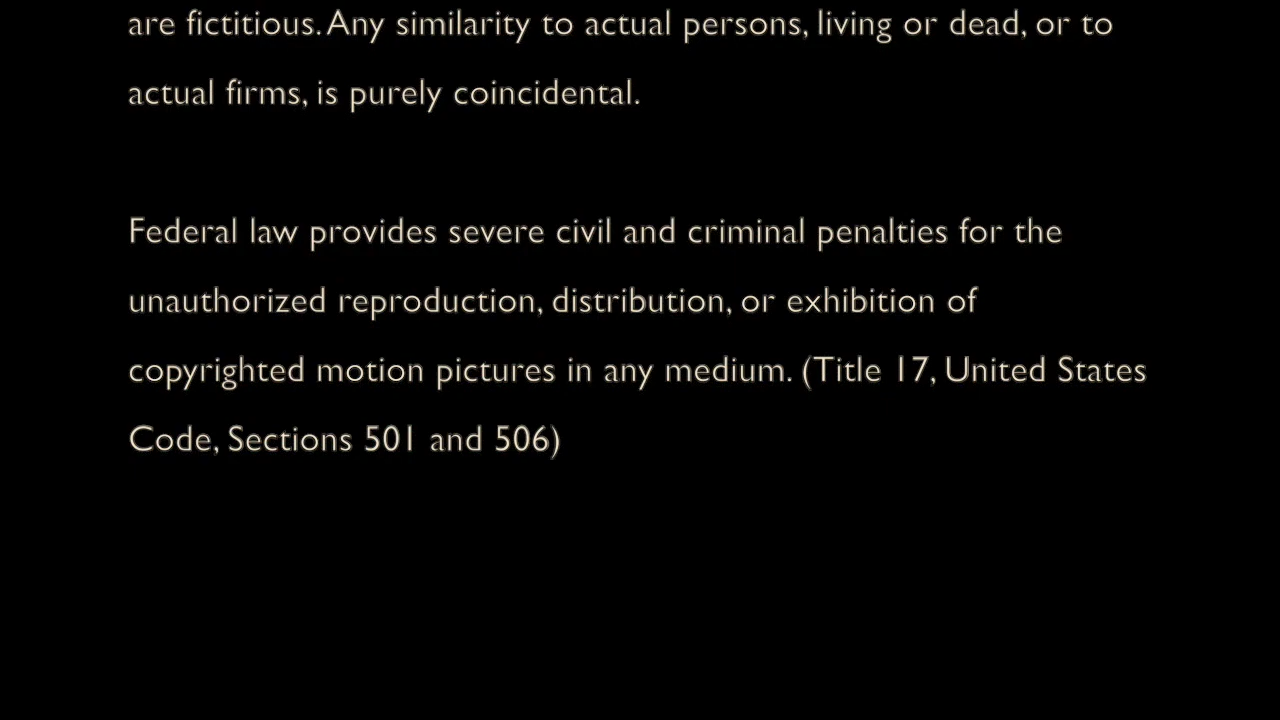 are fictitious. Any similarity to actual persons, living or dead, or to
actual firms, is purely coincidental.
Federal law provides severe civil and criminal penalties for the
unauthorized reproduction, distribution, or exhibition of
copyrighted motion pictures in any medium. (Title 17, United States
Code, Sections 501 and 506)